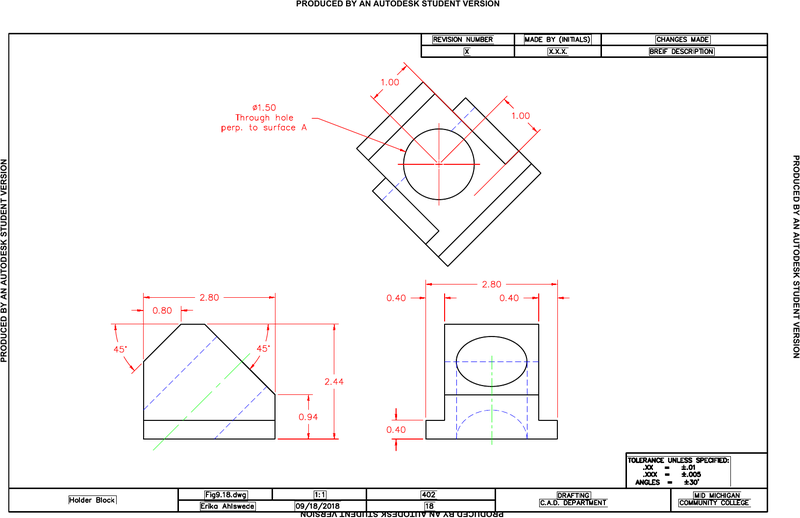 PRODUCED BY AN AUTODESK STUDENT VERSION
REVISION NUMBER MADE BY (INITIALS) CHANGES MADE
X X.X.X. BREIF DESCRIPTION
1.00
ø1.50
Through hole
perp. to surface A
1.00
PRODUCED BY AN AUTODESK STUDENT VERSION
PRODUCED BY AN AUTODESK STUDENT VERSION
2.80
0.80
45°
45°
2.44
0.94
2.80
0.40
0.40
0.40
TOLERANCE UNLESS SPECIFIED:
.XX = ±.01
.XXX = ±.005
ANGLES = ±30'
Holder Block
Fig9.18.dwg 1:1 402
Erika Ahlswede 09/18/2018 18
DRAFTING
C.A.D. DEPARTMENT
MID MICHIGAN
COMMUNITY COLLEGE
PRODUCED BY AN AUTODESK STUDENT VERSION